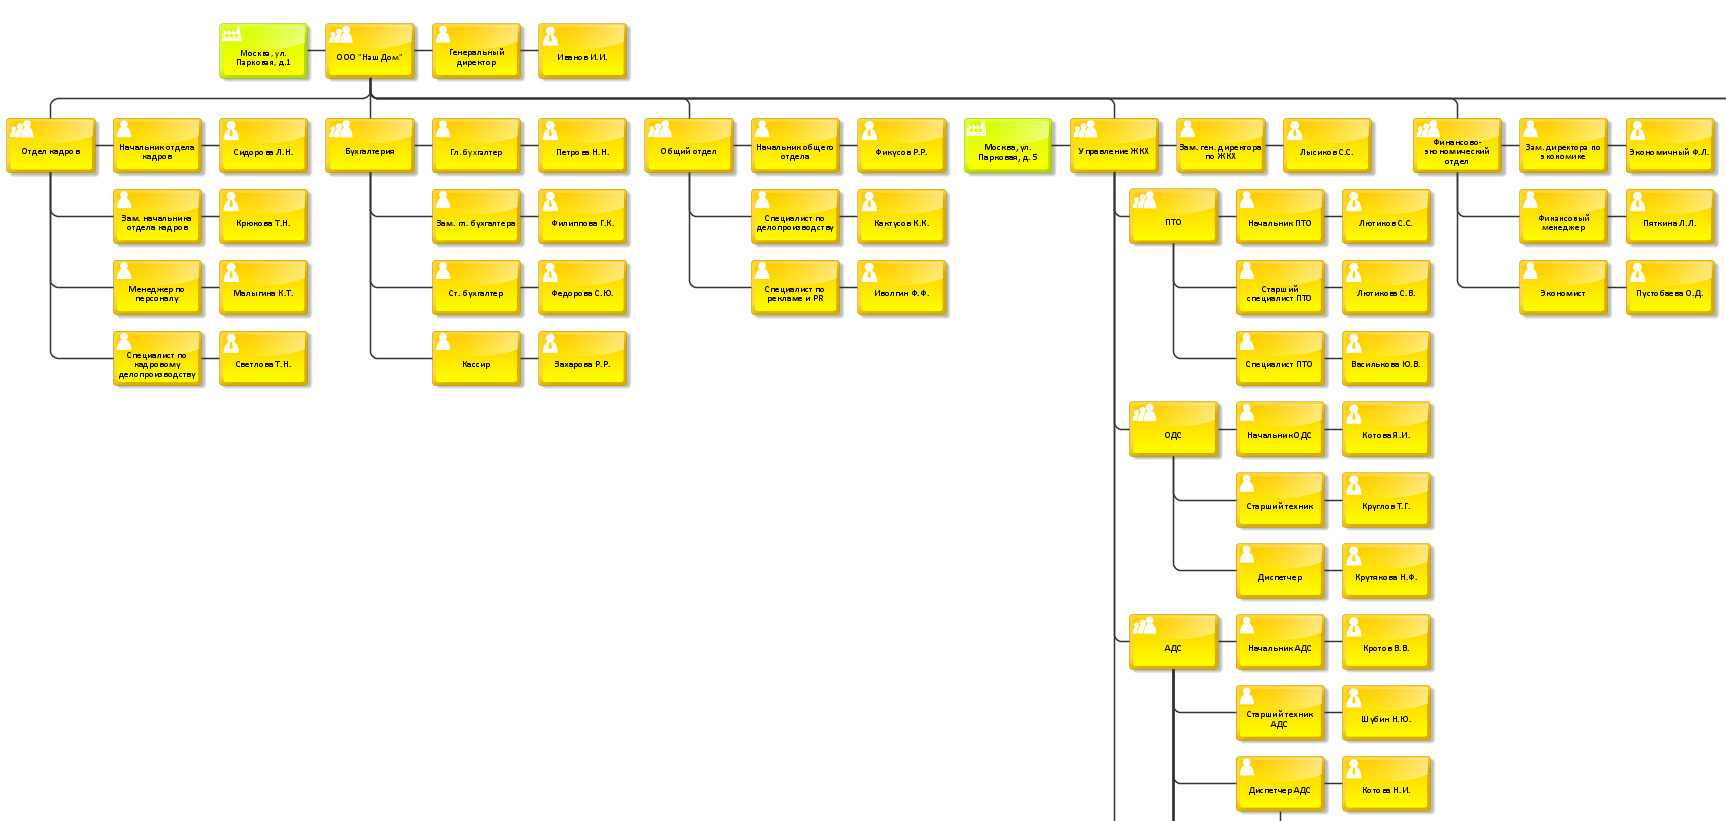 Москва, ул.
Парковая, д.1
ООО "Наш Дом"
Генеральный
директор
Иванов И.И.
Отдел кадров
Начальник отдела
кадров
Сидорова Л.Н.
Бухгалтерия
Гл. бухгалтер
Петрова Н.Н.
Общий отдел
Начальник общего
отдела
Фикусов Р.Р.
Москва, ул.
Парковая, д. 5
Управление ЖКХ
Зам. ген. директора
по ЖКХ
Лысиков С.С.
Финансово-
экономический
отдел
Зам. директора по
экономике
Экономичный Ф.Л.
Зам. начальника
отдела кадров
Крюкова Т.Н.
Зам. гл. бухгалтера
Филиппова Г.К.
Специалист по
делопроизводству
Кактусов К.К.
ПТО
Начальник ПТО
Лютиков С.С.
Финансовый
менеджер
Пяткина Л.Л.
Менеджер по
персоналу
Малыгина К.Т.
Ст. бухгалтер
Федорова С.Ю.
Специалист по
рекламе и PR
Иволгин Ф.Ф.
Старший
специалист ПТО
Лютикова С.В.
Экономист
Пустобаева О.Д.
Специалист по
кадровому
делопроизводству
Светлова Т.Н.
Кассир
Захарова Р.Р.
Специалист ПТО
Василькова Ю.В.
ОДС
Начальник ОДС
Котова Я.И.
Старший техник
Круглов Т.Г.
Диспетчер
Крутякова Н.Ф.
АДС
Начальник АДС
Кротов В.В.
Старший техник
АДС
Шубин Н.Ю.
Диспетчер АДС
Котова Н.И.